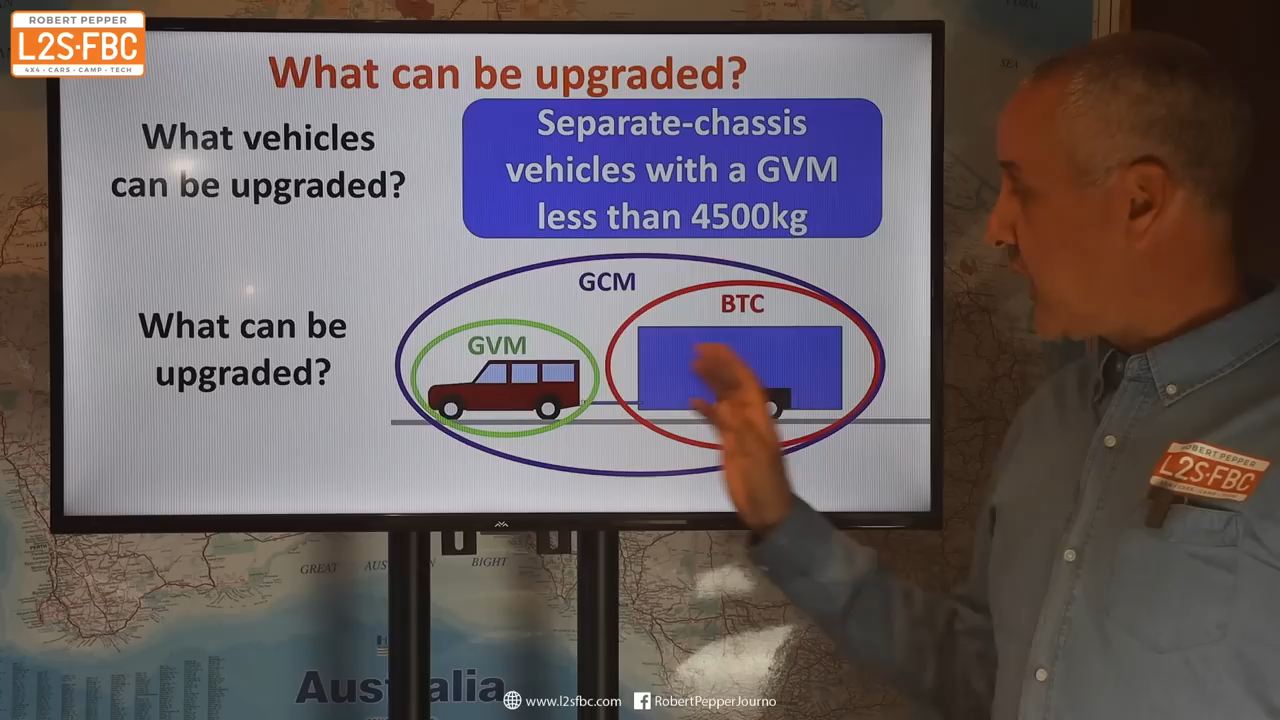 ROBERT PEPPER
L2S·FBC
4X4 • CARS • CAMP • TECH
What can be upgraded?
What vehicles
can be upgraded?
Separate-chassis
vehicles with a GVM
less than 4500kg
What can be
upgraded?
GCM
BTC
GVM
ROBERT PEPPER
L2S·FBC
GREAT
BIGHT
SEA
Australia
www.l2sfbc.com
RobertPepperJourno